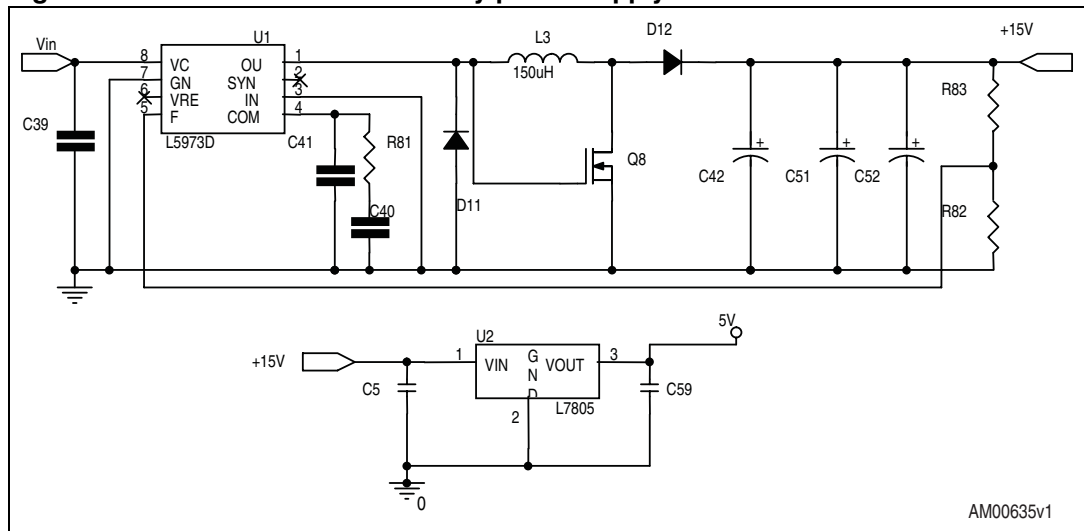 Vin
U1
L3
D12
+15V
8 VC OU 1
7 GN SYN 2
6 VRE IN 3
5 F COM 4
150uH
R83
C39
L5973D
C41
R81
Q8
C42
C51
C52
C40
D11
R82
5V
U2
+15V
1 VIN GND VOUT 3
C5
C59
2
L7805
0
AM00635v1